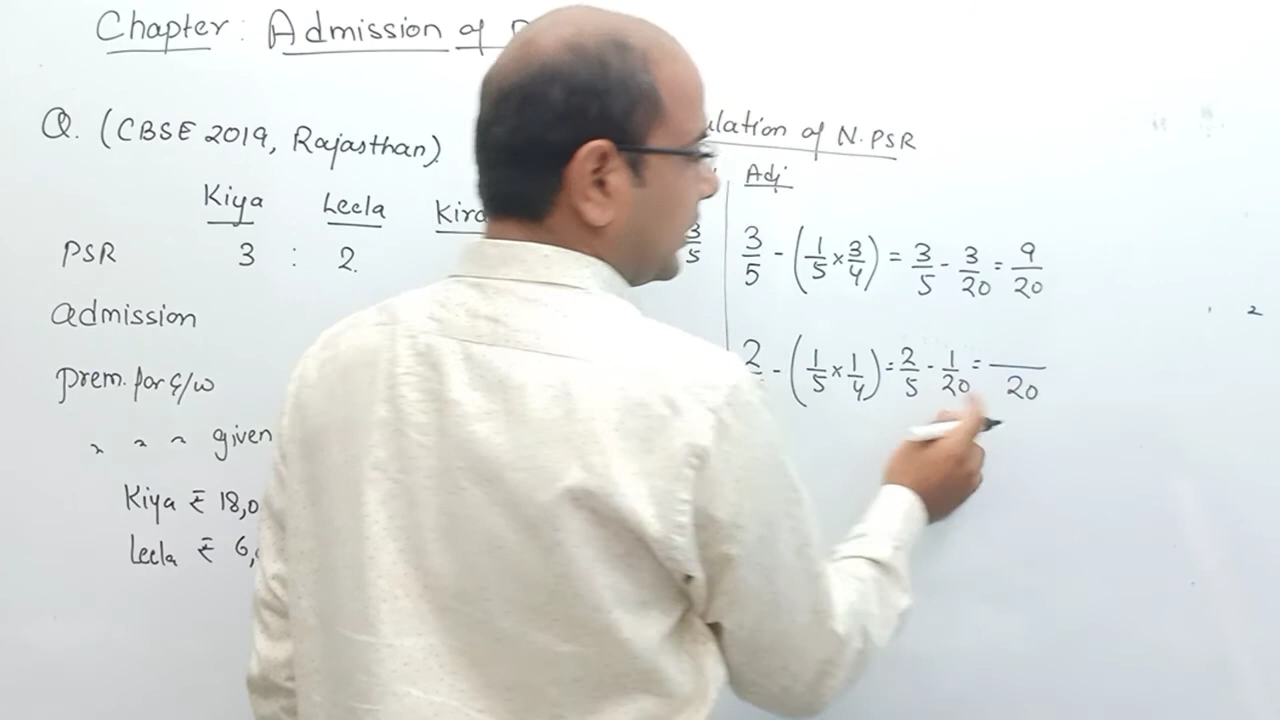 Chapter: Admission of
Q. (CBSE 2019, Rajasthan).
Kiya Leela
PSR 3 : 2.
admission
prem. for G/w
" " " given
Kiya ₹ 18,0
Leela ₹ 6,
ulation of N.PSR
Adj
3/5 3/5 - (1/5 × 3/4) = 3/5 - 3/20 = 9/20
2 - (1/5 × 1/4) = 2/5 - 1/20 = /20
2